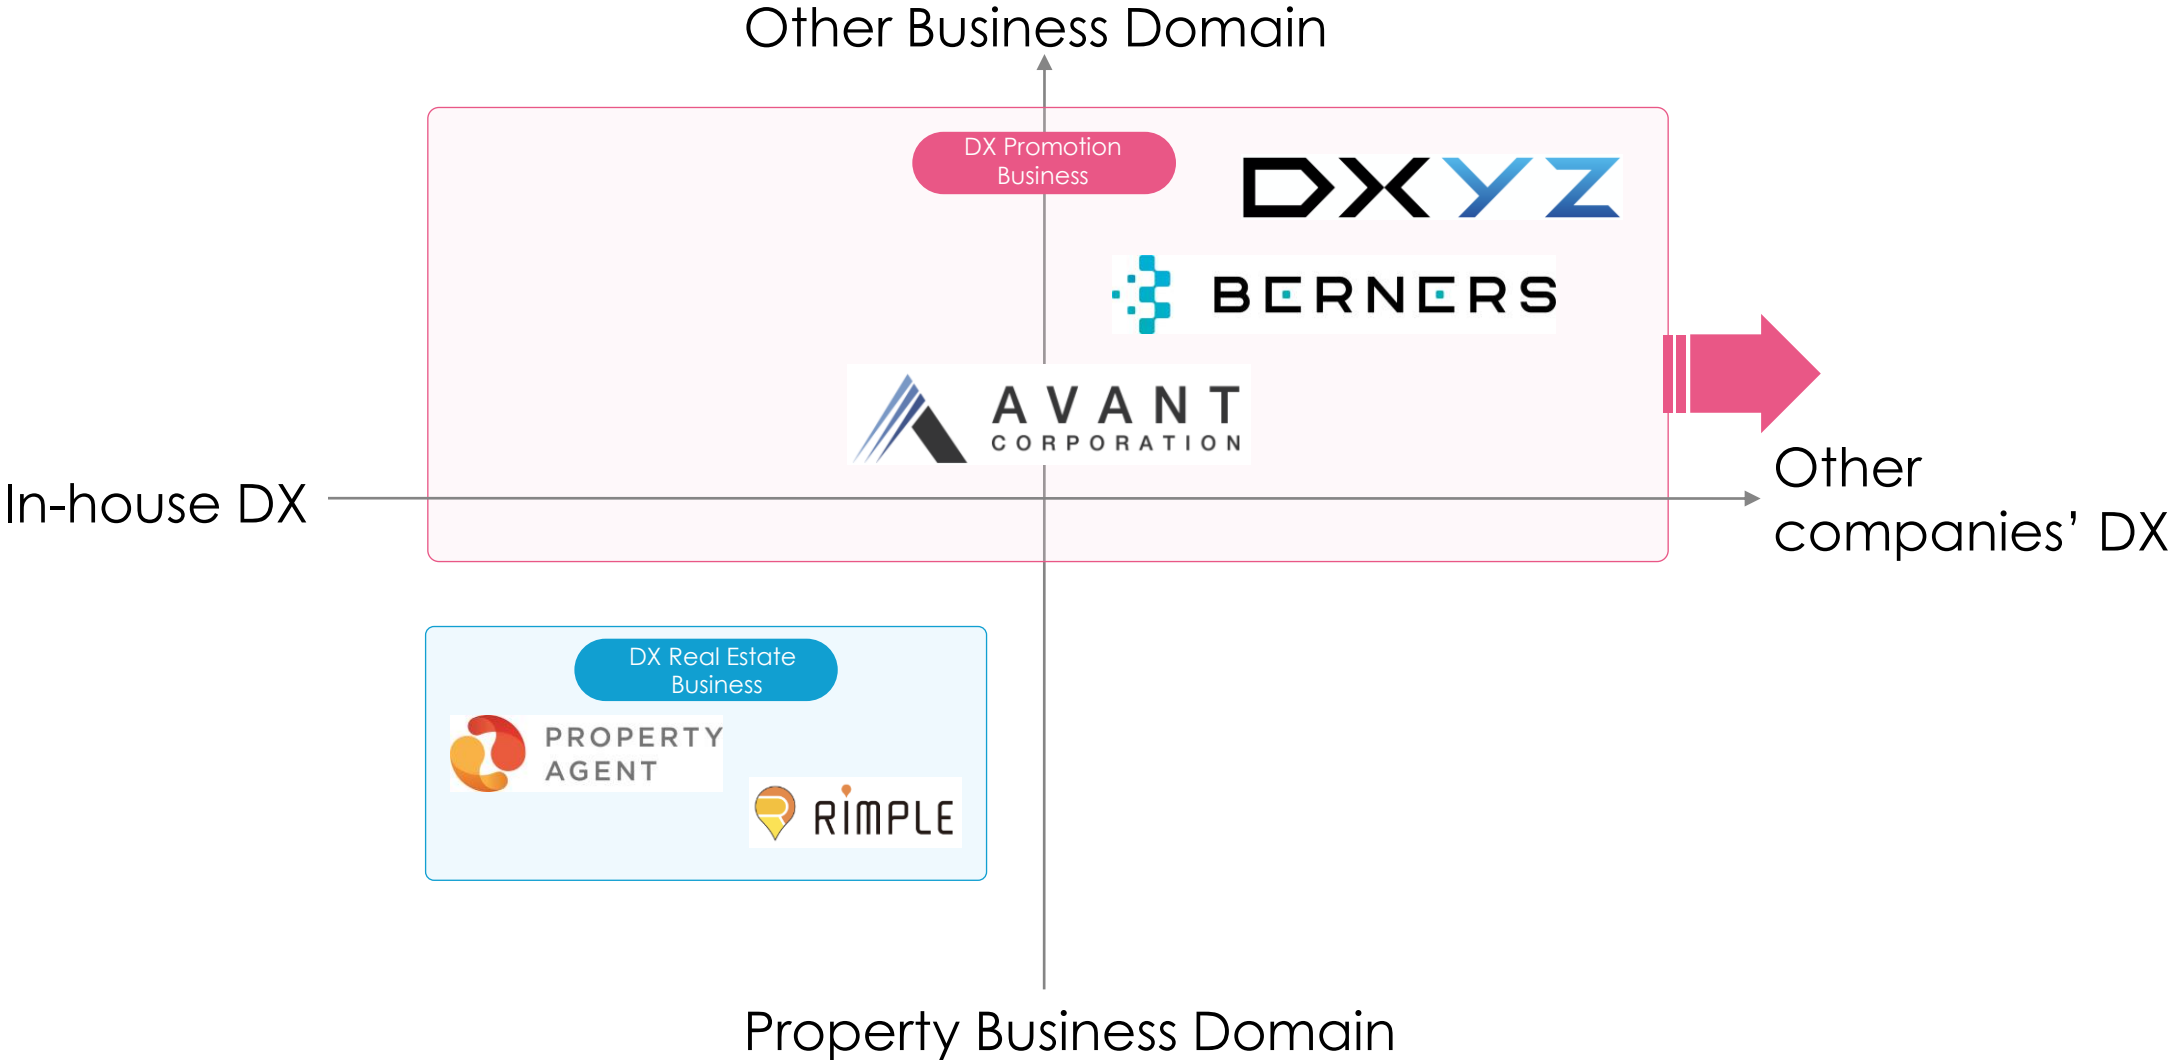 Other Business Domain
DX Promotion
Business
DXYZ
BERNERS
AVANT
CORPORATION
In-house DX
Other
companies’ DX
DX Real Estate
Business
PROPERTY
AGENT
RIMPLE
Property Business Domain